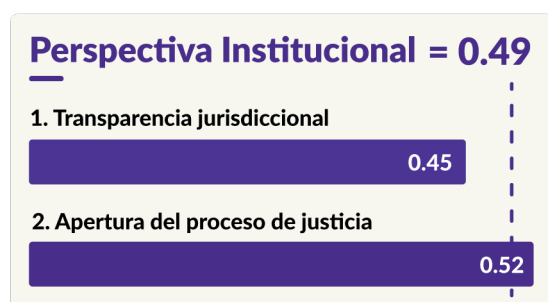 Perspectiva Institucional = 0.49
1. Transparencia jurisdiccional
0.45
2. Apertura del proceso de justicia
0.52